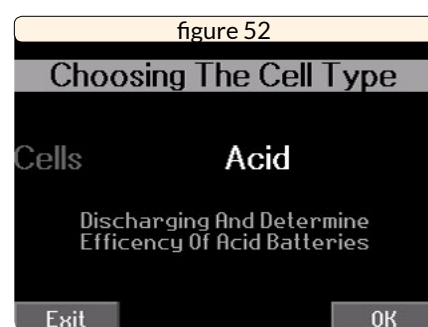 figure 52
Choosing The Cell Type
Cells Acid
Discharging And Determine
Efficency Of Acid Batteries
Exit OK